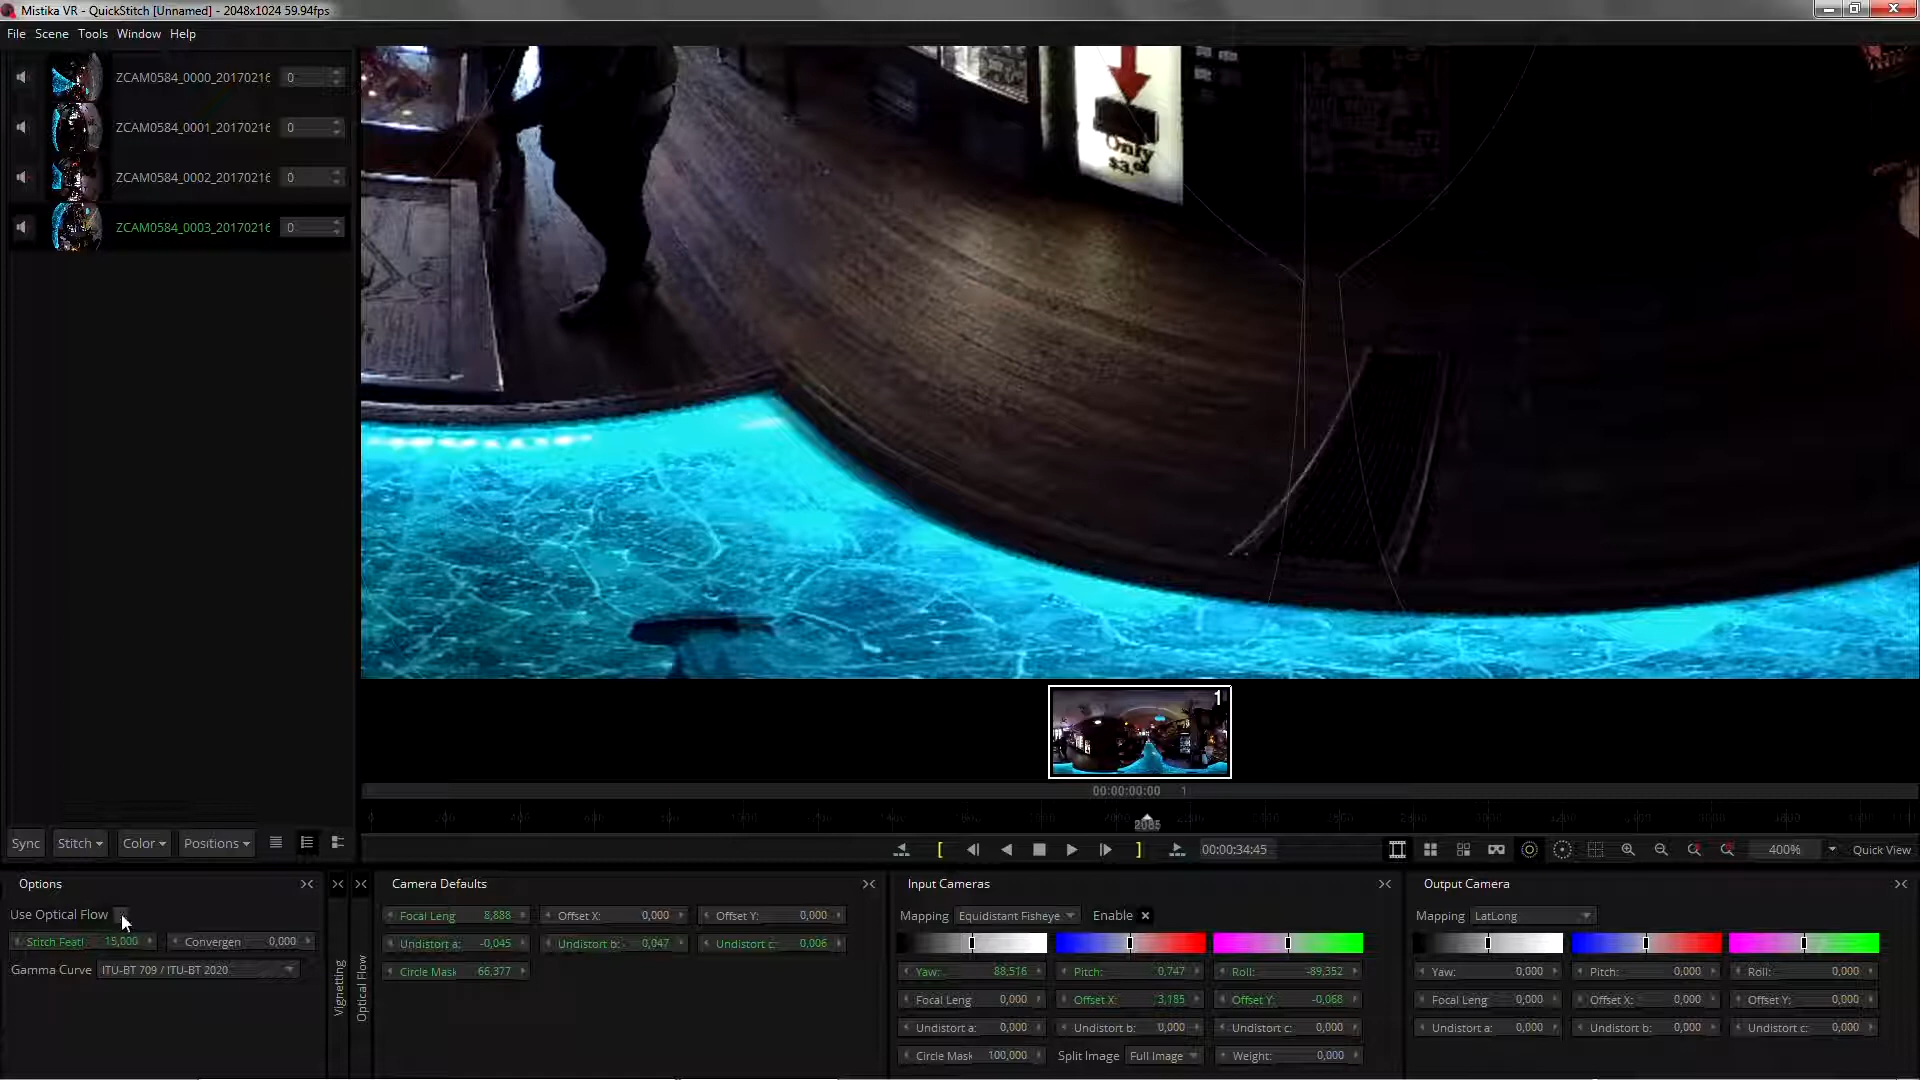 Mistika VR - QuickStitch [Unnamed] - 2048x1024 59.94fps
File Scene Tools Window Help
ZCAM0584_0000_20170216 0
ZCAM0584_0001_20170216 0
ZCAM0584_0002_20170216 0
ZCAM0584_0003_20170216 0
Only
1
00:00:00:00 1
2085
Sync Stitch Color Positions
00:00:34:45
400% Quick View
Options
Use Optical Flow
Stitch Featl 15,000 Convergen 0,000
Gamma Curve ITU-BT 709 / ITU-BT 2020
Vignetting
Optical Flow
Camera Defaults
Focal Leng 8,888 Offset X: 0,000 Offset Y: 0,000
Undistort a: -0,045 Undistort b: 0,047 Undistort c: 0,006
Circle Mask 66,377
Input Cameras
Mapping Equidistant Fisheye Enable
Yaw: 88,516 Pitch: 0,747 Roll: -89,352
Focal Leng 0,000 Offset X: 3,185 Offset Y: -0,068
Undistort a: 0,000 Undistort b: 0,000 Undistort c: 0,000
Circle Mask 100,000 Split Image Full Image Weight: 0,000
Output Camera
Mapping LatLong
Yaw: 0,000 Pitch: 0,000 Roll: 0,000
Focal Leng 0,000 Offset X: 0,000 Offset Y: 0,000
Undistort a: 0,000 Undistort b: 0,000 Undistort c: 0,000